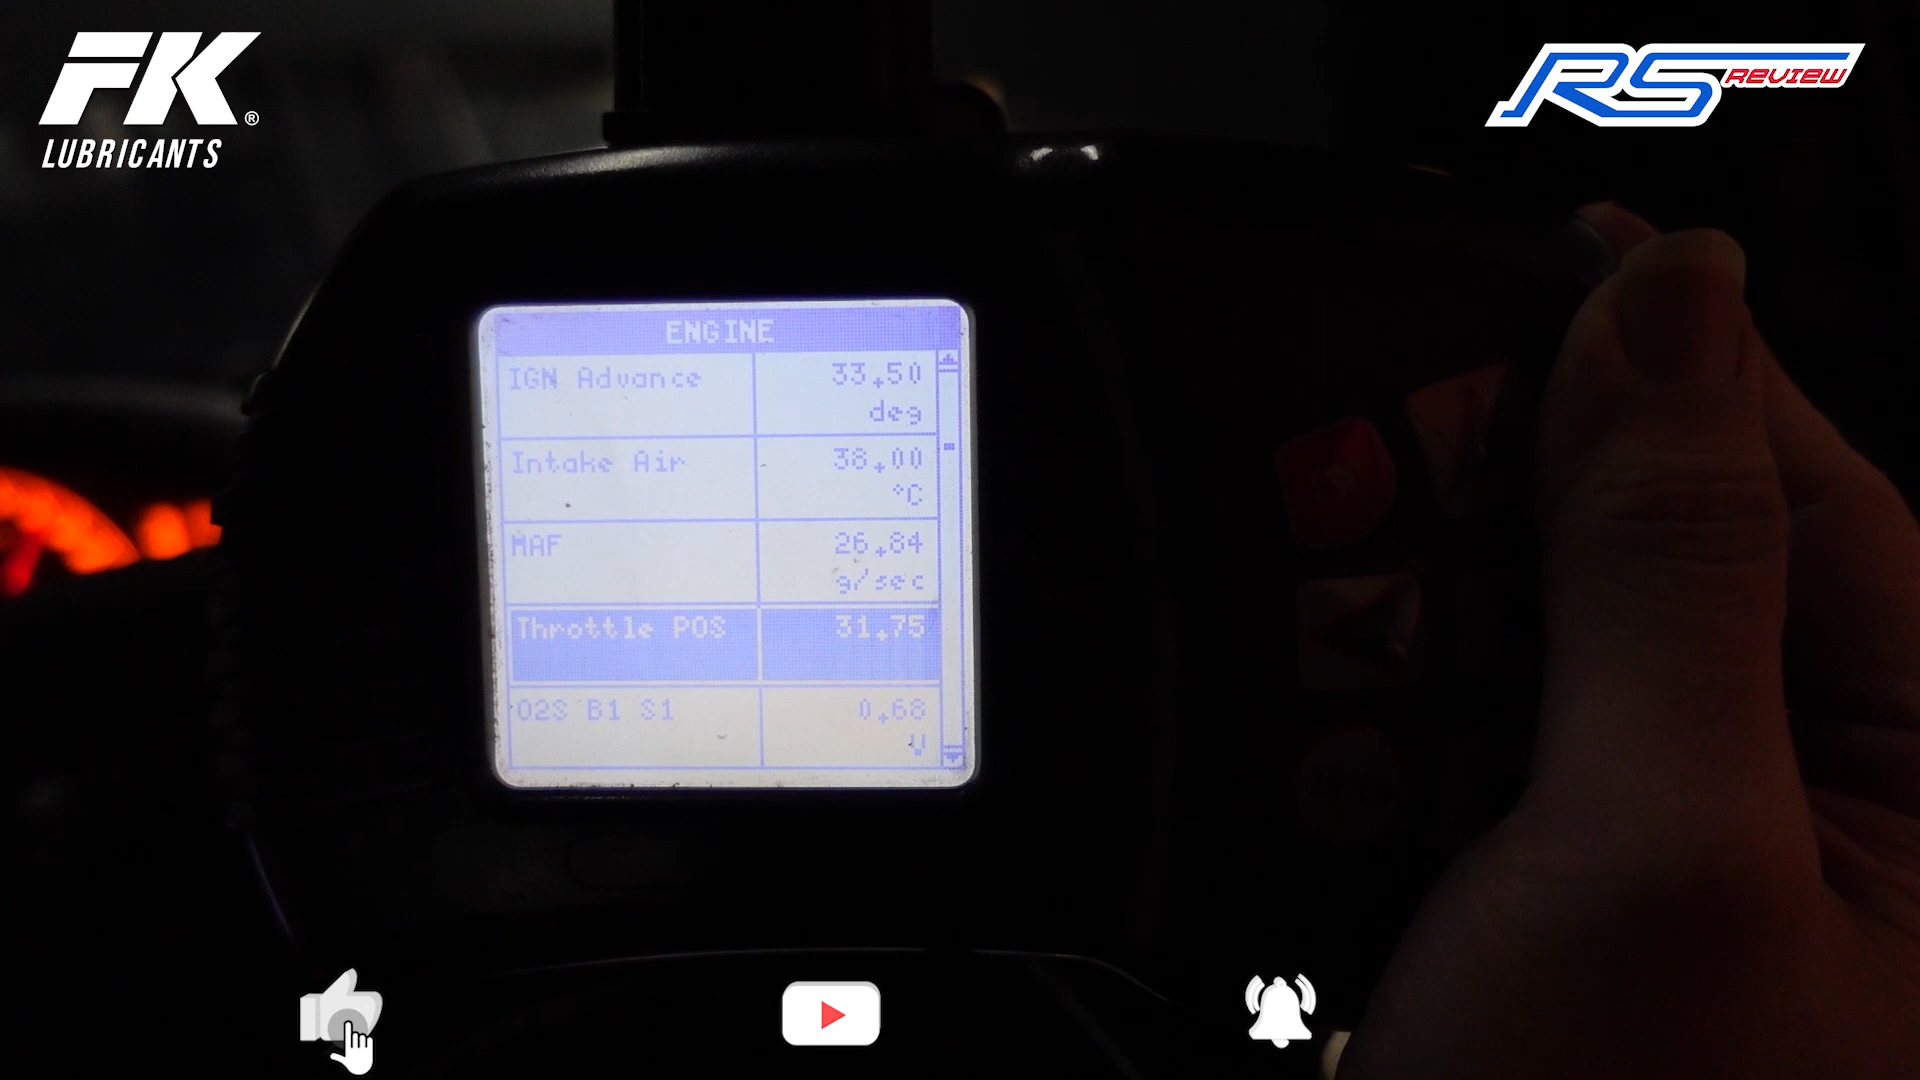 FK®
LUBRICANTS
RS REVIEW
ENGINE
IGN Advance 33.50
deg
Intake Air 38.00
°C
MAF 26.84
g/sec
Throttle POS 31.75
O2S B1 S1 0.68
V